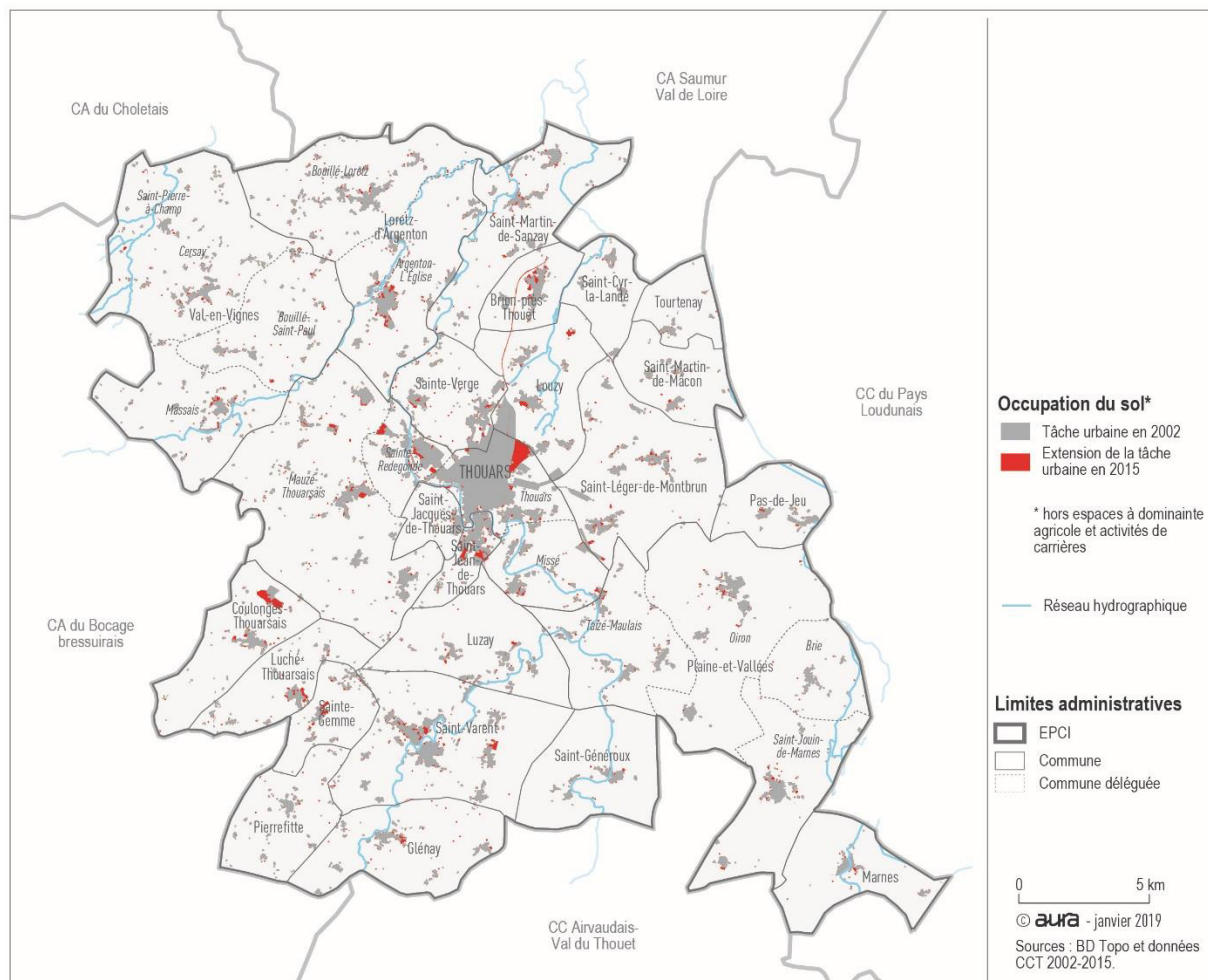 CA du Choletais
CA Saumur
Val de Loire
Bouillé-Loretz
Saint-Pierre-
à-Champ
Loretz-
d'Argenton
Saint-Martin-
de-Sanzay
Cersay
Argenton-
L'Église
Saint-Cyr-
la-Lande
Brion-près-
Thouet
Tourtenay
Val-en-Vignes
Bouillé-
Saint-Paul
Saint-Martin-
de-Mâcon
Sainte-Verge
Louzy
CC du Pays
Loudunais
Massais
Sainte-
Radegonde
THOUARS
Mauzé-
Thouarsais
Thouars
Saint-Léger-de-Montbrun
Saint-
Jacques-
de-Thouars
Pas-de-Jeu
Saint-
Jean-
de-
Thouars
Missé
Coulonges-
Thouarsais
CA du Bocage
bressuirais
Taizé-Maulais
Oiron
Luzay
Brie
Luché-
Thouarsais
Plaine-et-Vallées
Sainte-
Gemme
Saint-Varent
Saint-Jouin-
de-Marnes
Saint-Généroux
Pierrefitte
Glénay
Marnes
CC Airvaudais-
Val du Thouet
Occupation du sol*
Tâche urbaine en 2002
Extension de la tâche
urbaine en 2015
* hors espaces à dominainte
agricole et activités de
carrières
Réseau hydrographique
Limites administratives
EPCI
Commune
Commune déléguée
0 5 km
© aura - janvier 2019
Sources : BD Topo et données
CCT 2002-2015.